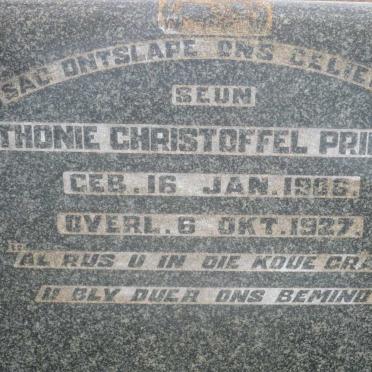 SAG ONTSLAPE ONS GELIE
SEUN
THONIE CHRISTOFFEL PRI
GEB. 16 JAN. 1906.
OVERL. 6 OKT. 1927.
AL RUS U IN DIE KOUE GRA
U BLY DUER ONS BEMIND